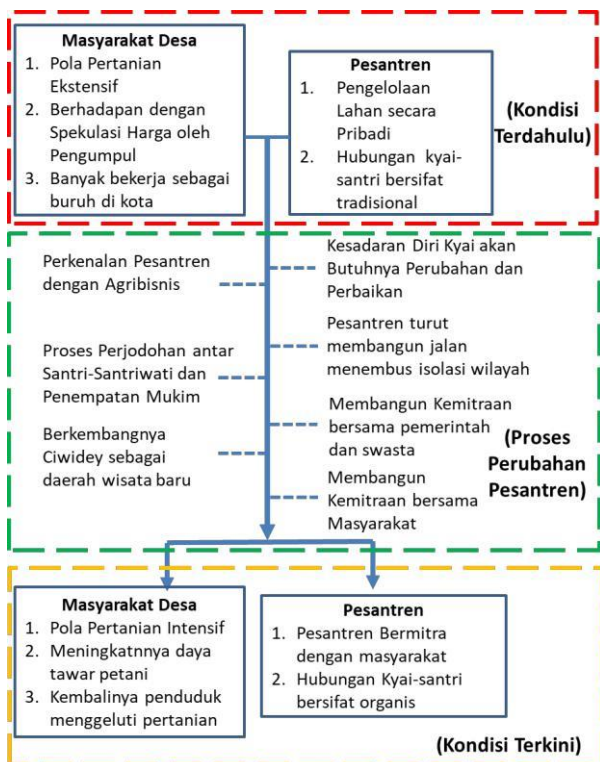 Masyarakat Desa
1. Pola Pertanian
Ekstensif
2. Berhadapan dengan
Spekulasi Harga oleh
Pengumpul
3. Banyak bekerja sebagai
buruh di kota
Pesantren
1. Pengelolaan
Lahan secara
Pribadi
2. Hubungan kyai-
santri bersifat
tradisional
(Kondisi
Terdahulu)
Perkenalan Pesantren
dengan Agribisnis
Kesadaran Diri Kyai akan
Butuhnya Perubahan dan
Perbaikan
Proses Perjodohan antar
Santri-Santriwati dan
Penempatan Mukim
Pesantren turut
membangun jalan
menembus isolasi wilayah
Berkembangnya
Ciwidey sebagai
daerah wisata baru
Membangun Kemitraan
bersama pemerintah
dan swasta
Membangun
Kemitraan bersama
Masyarakat
(Proses
Perubahan
Pesantren)
Masyarakat Desa
1. Pola Pertanian Intensif
2. Meningkatnnya daya
tawar petani
3. Kembalinya penduduk
menggeluti pertanian
Pesantren
1. Pesantren Bermitra
dengan masyarakat
2. Hubungan Kyai-santri
bersifat organis
(Kondisi Terkini)